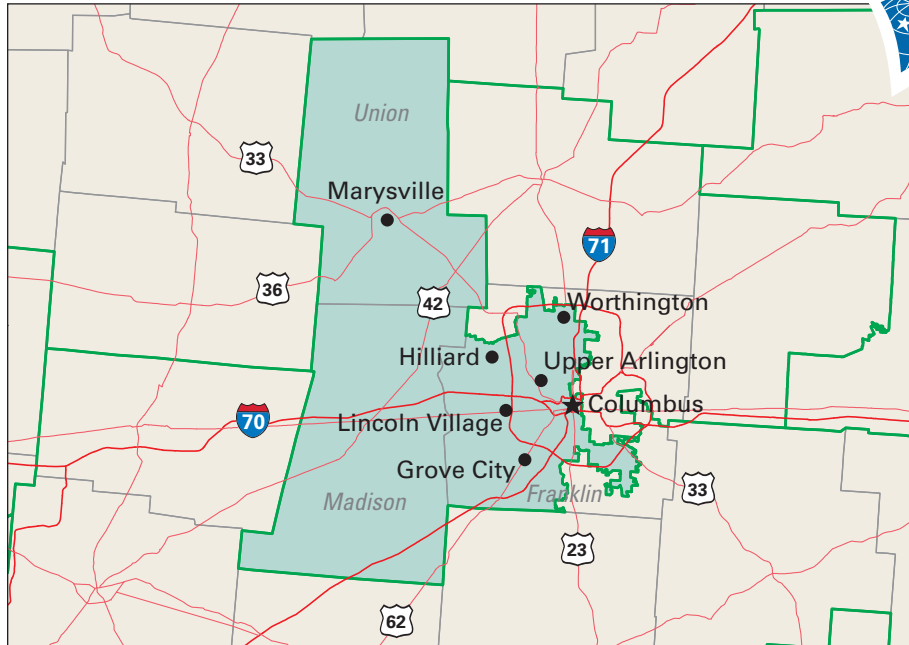 Union
33
Marysville
71
36
42
Worthington
Hilliard
Upper Arlington
70
Lincoln Village
Columbus
Grove City
Madison
Franklin
33
23
62